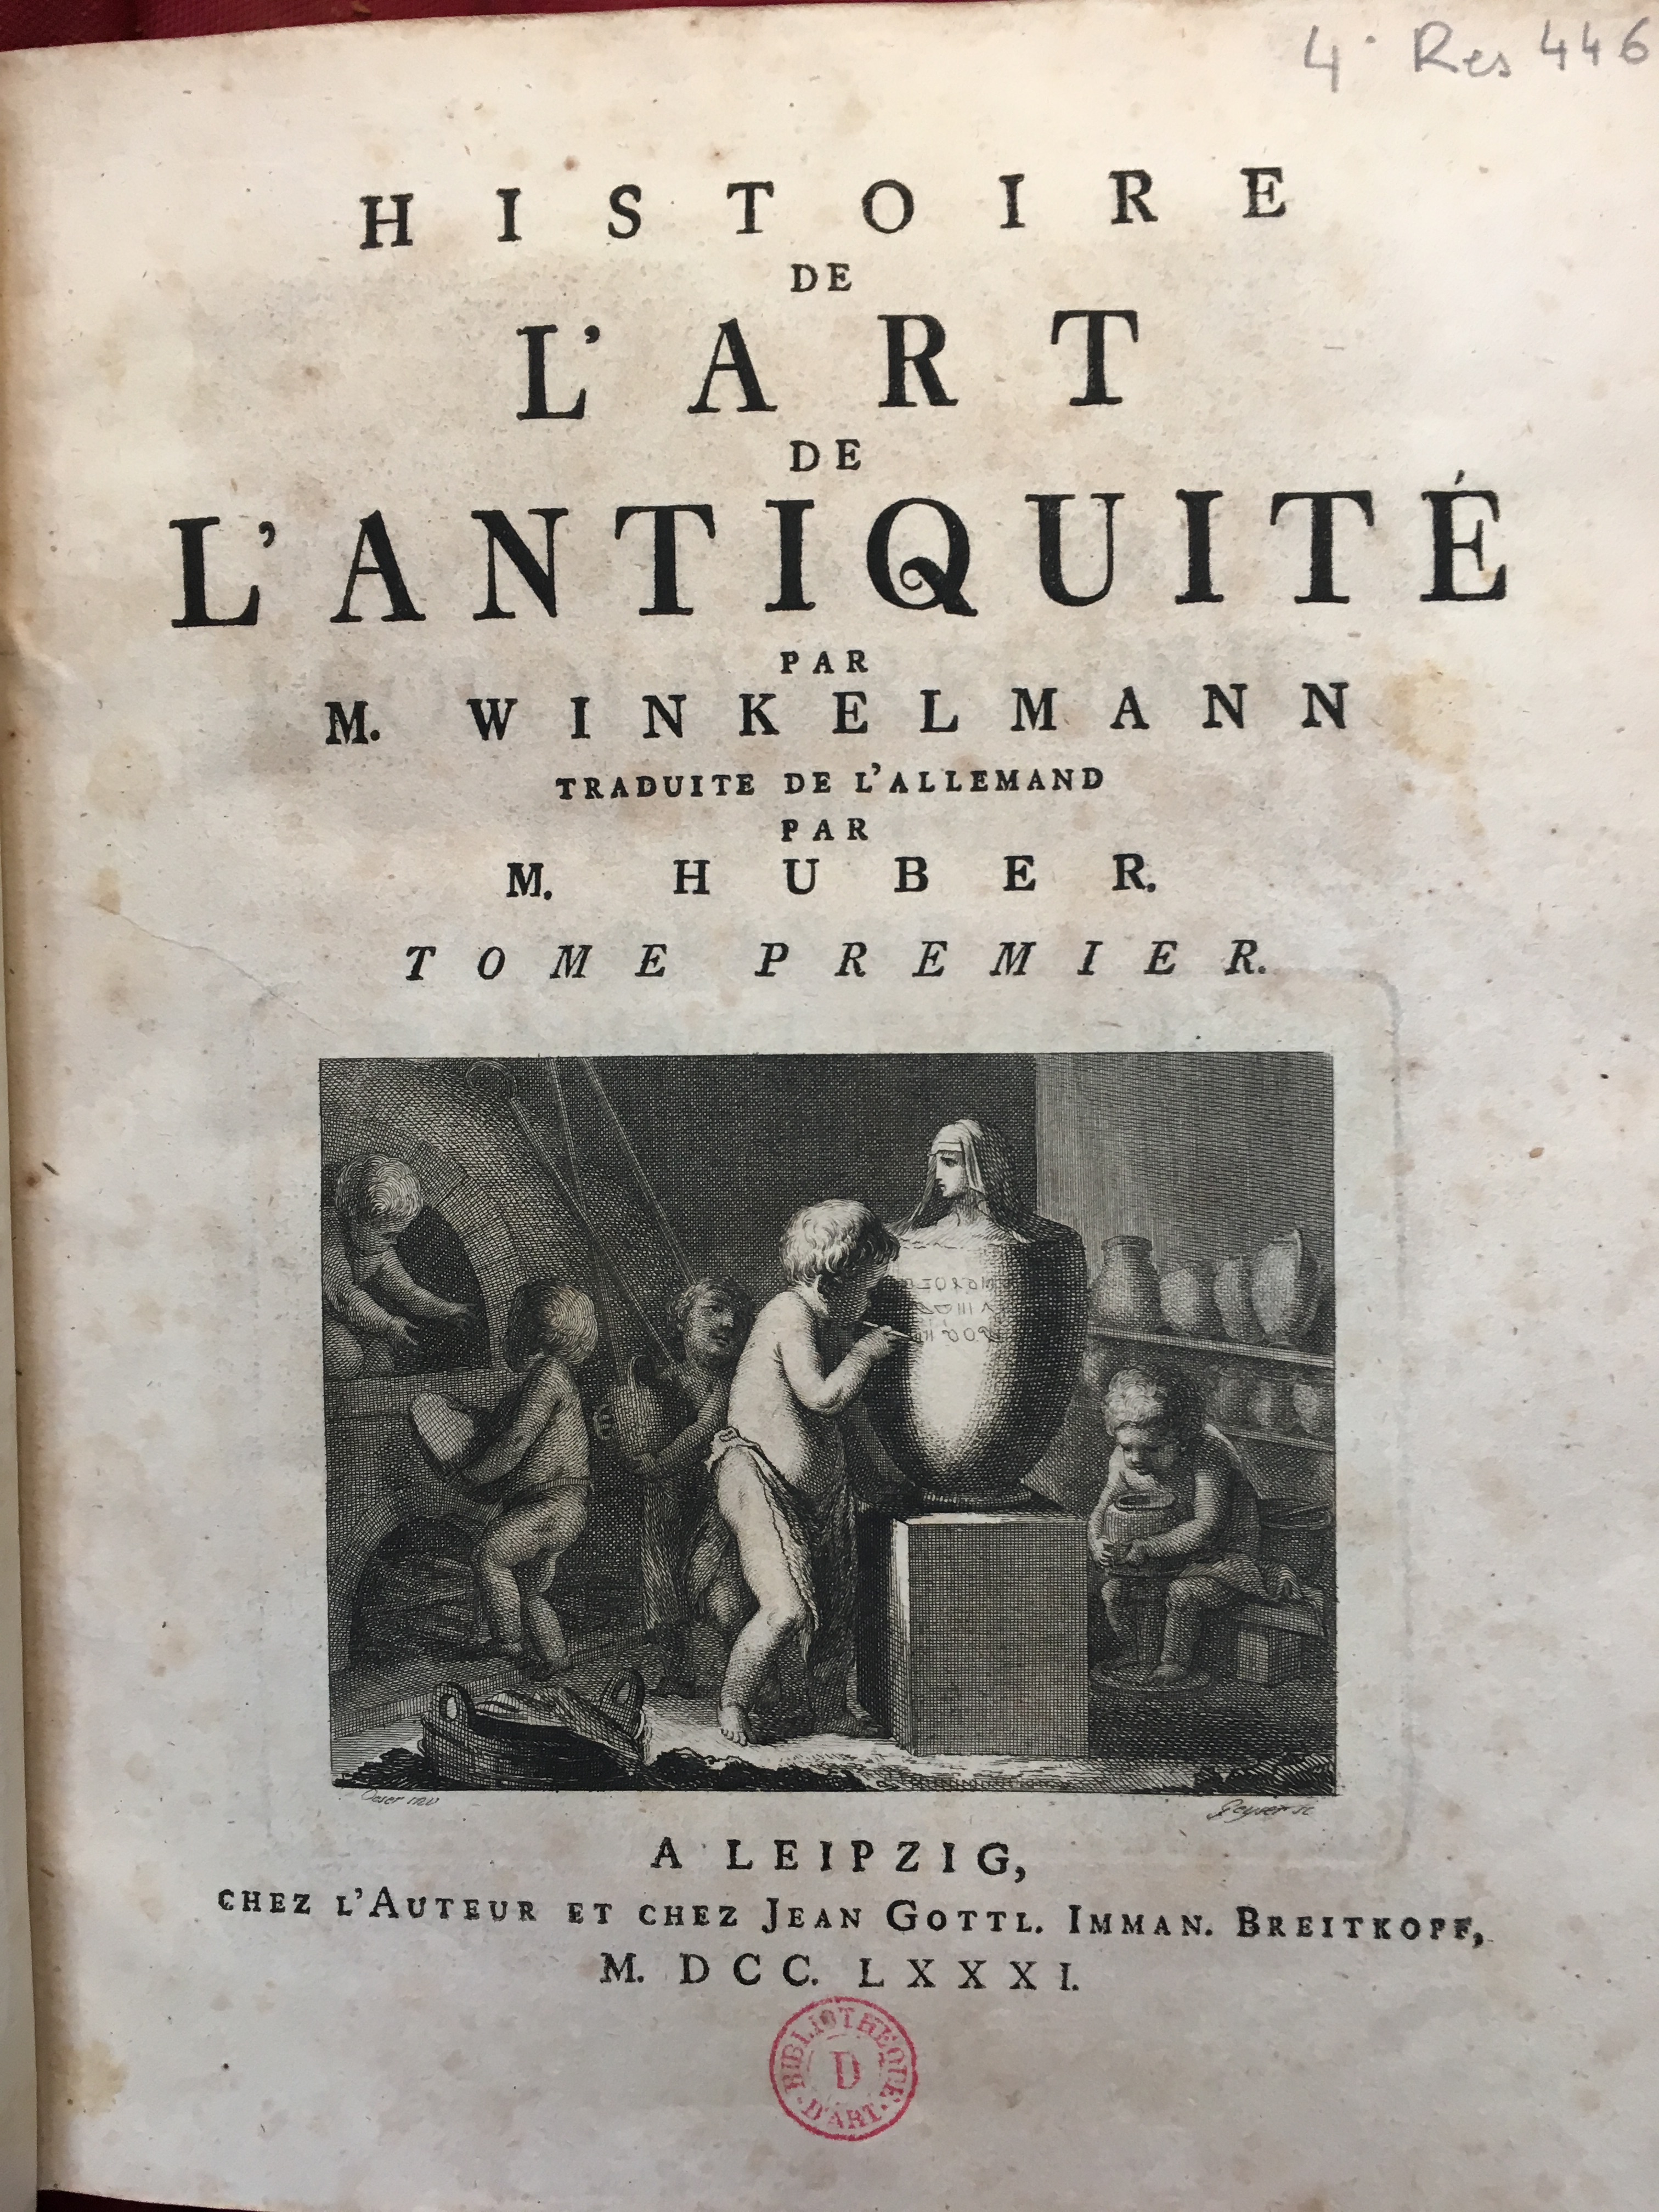 4° Res 446
HISTOIRE
DE
L'ART
DE
L'ANTIQUITÉ
PAR
M. WINKELMANN
TRADUITE DE L'ALLEMAND
PAR
M. HUBER.
TOME PREMIER.
A LEIPZIG,
CHEZ L'AUTEUR ET CHEZ JEAN GOTTL. IMMAN. BREITKOPF,
M. DCC. LXXXI.
BIBLIOTHEQUE D'ART
D